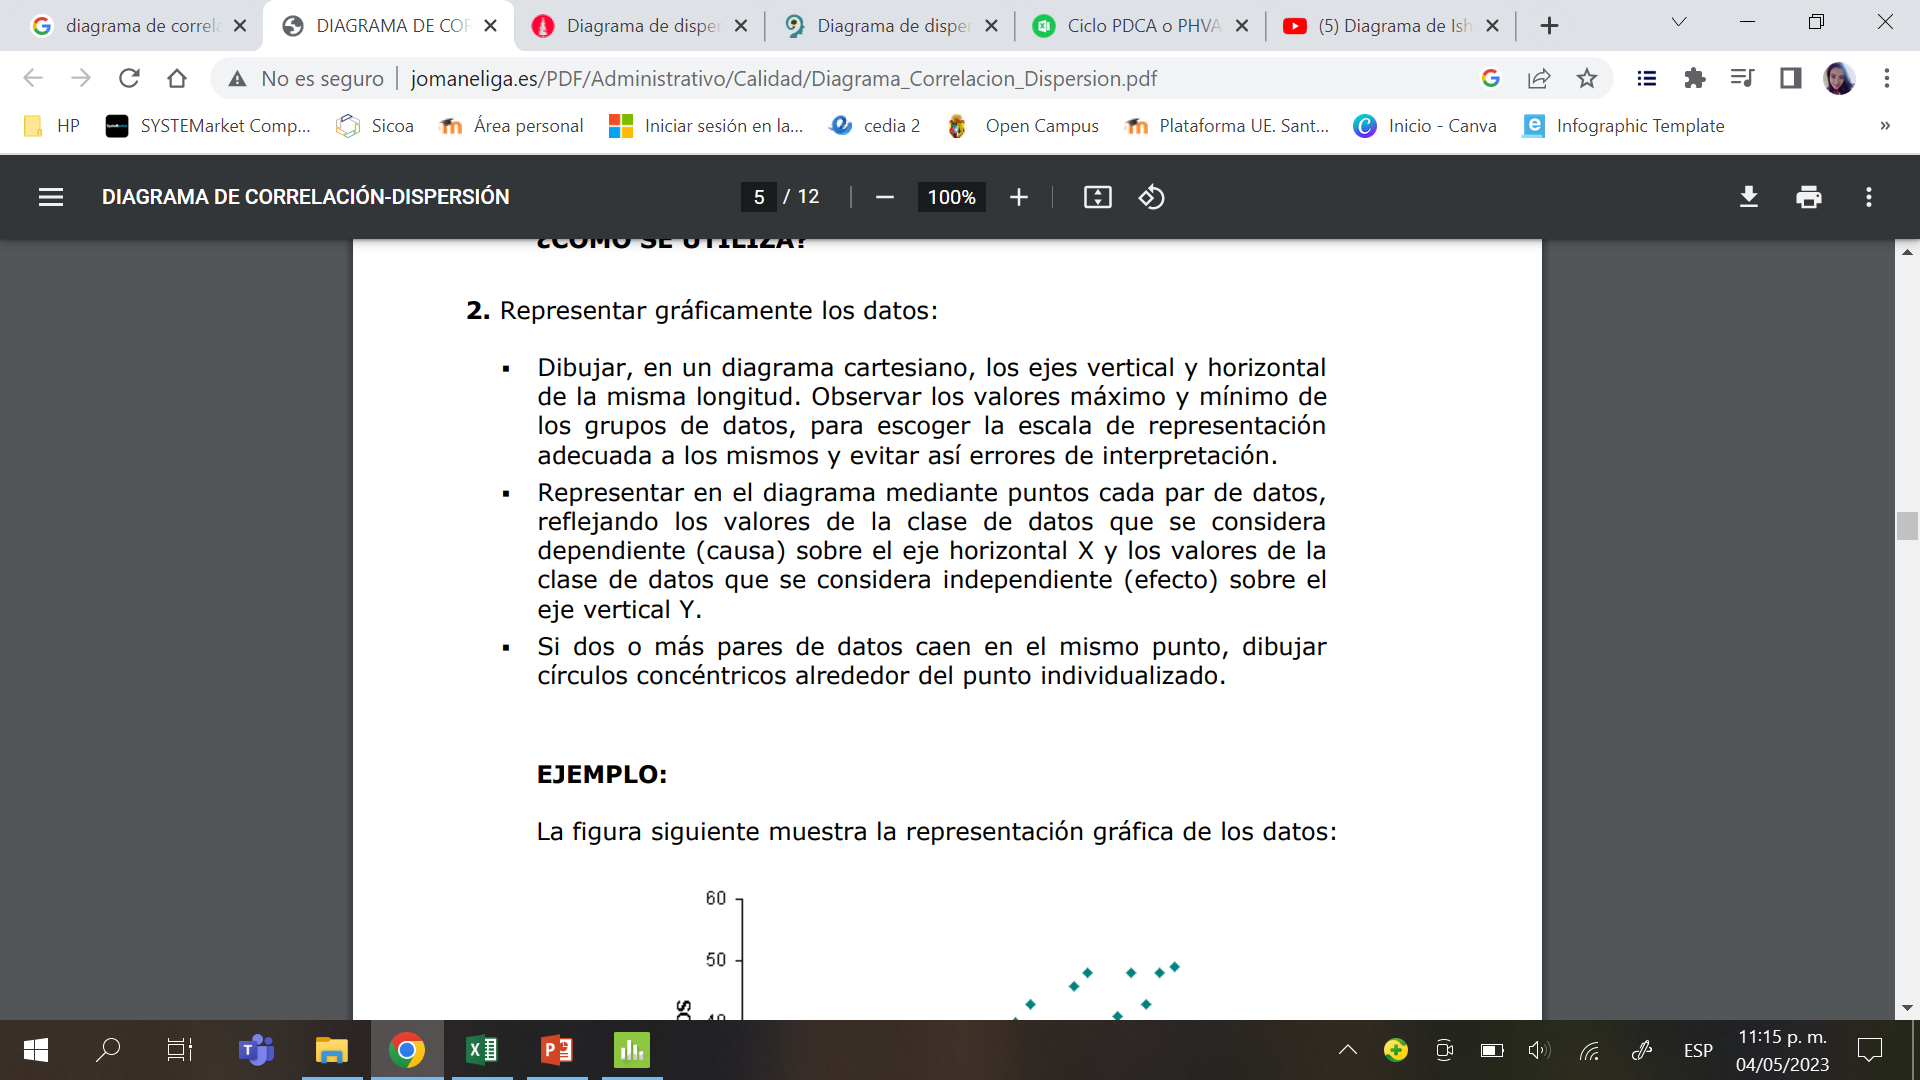 diagrama de correla
DIAGRAMA DE COR
Diagrama de disper
Diagrama de disper
Ciclo PDCA o PHVA
(5) Diagrama de Ish
No es seguro
jomaneliga.es/PDF/Administrativo/Calidad/Diagrama_Correlacion_Dispersion.pdf
HP
SYSTEMarket Comp...
Sicoa
Área personal
Iniciar sesión en la...
cedia 2
Open Campus
Plataforma UE. Sant...
Inicio - Canva
Infographic Template
»
DIAGRAMA DE CORRELACIÓN-DISPERSIÓN
5 / 12
100%
¿CÓMO SE UTILIZA?
2. Representar gráficamente los datos:
▪ Dibujar, en un diagrama cartesiano, los ejes vertical y horizontal
de la misma longitud. Observar los valores máximo y mínimo de
los grupos de datos, para escoger la escala de representación
adecuada a los mismos y evitar así errores de interpretación.
▪ Representar en el diagrama mediante puntos cada par de datos,
reflejando los valores de la clase de datos que se considera
dependiente (causa) sobre el eje horizontal X y los valores de la
clase de datos que se considera independiente (efecto) sobre el
eje vertical Y.
▪ Si dos o más pares de datos caen en el mismo punto, dibujar
círculos concéntricos alrededor del punto individualizado.
EJEMPLO:
La figura siguiente muestra la representación gráfica de los datos:
60
50
40
os
ESP
11:15 p. m.
04/05/2023